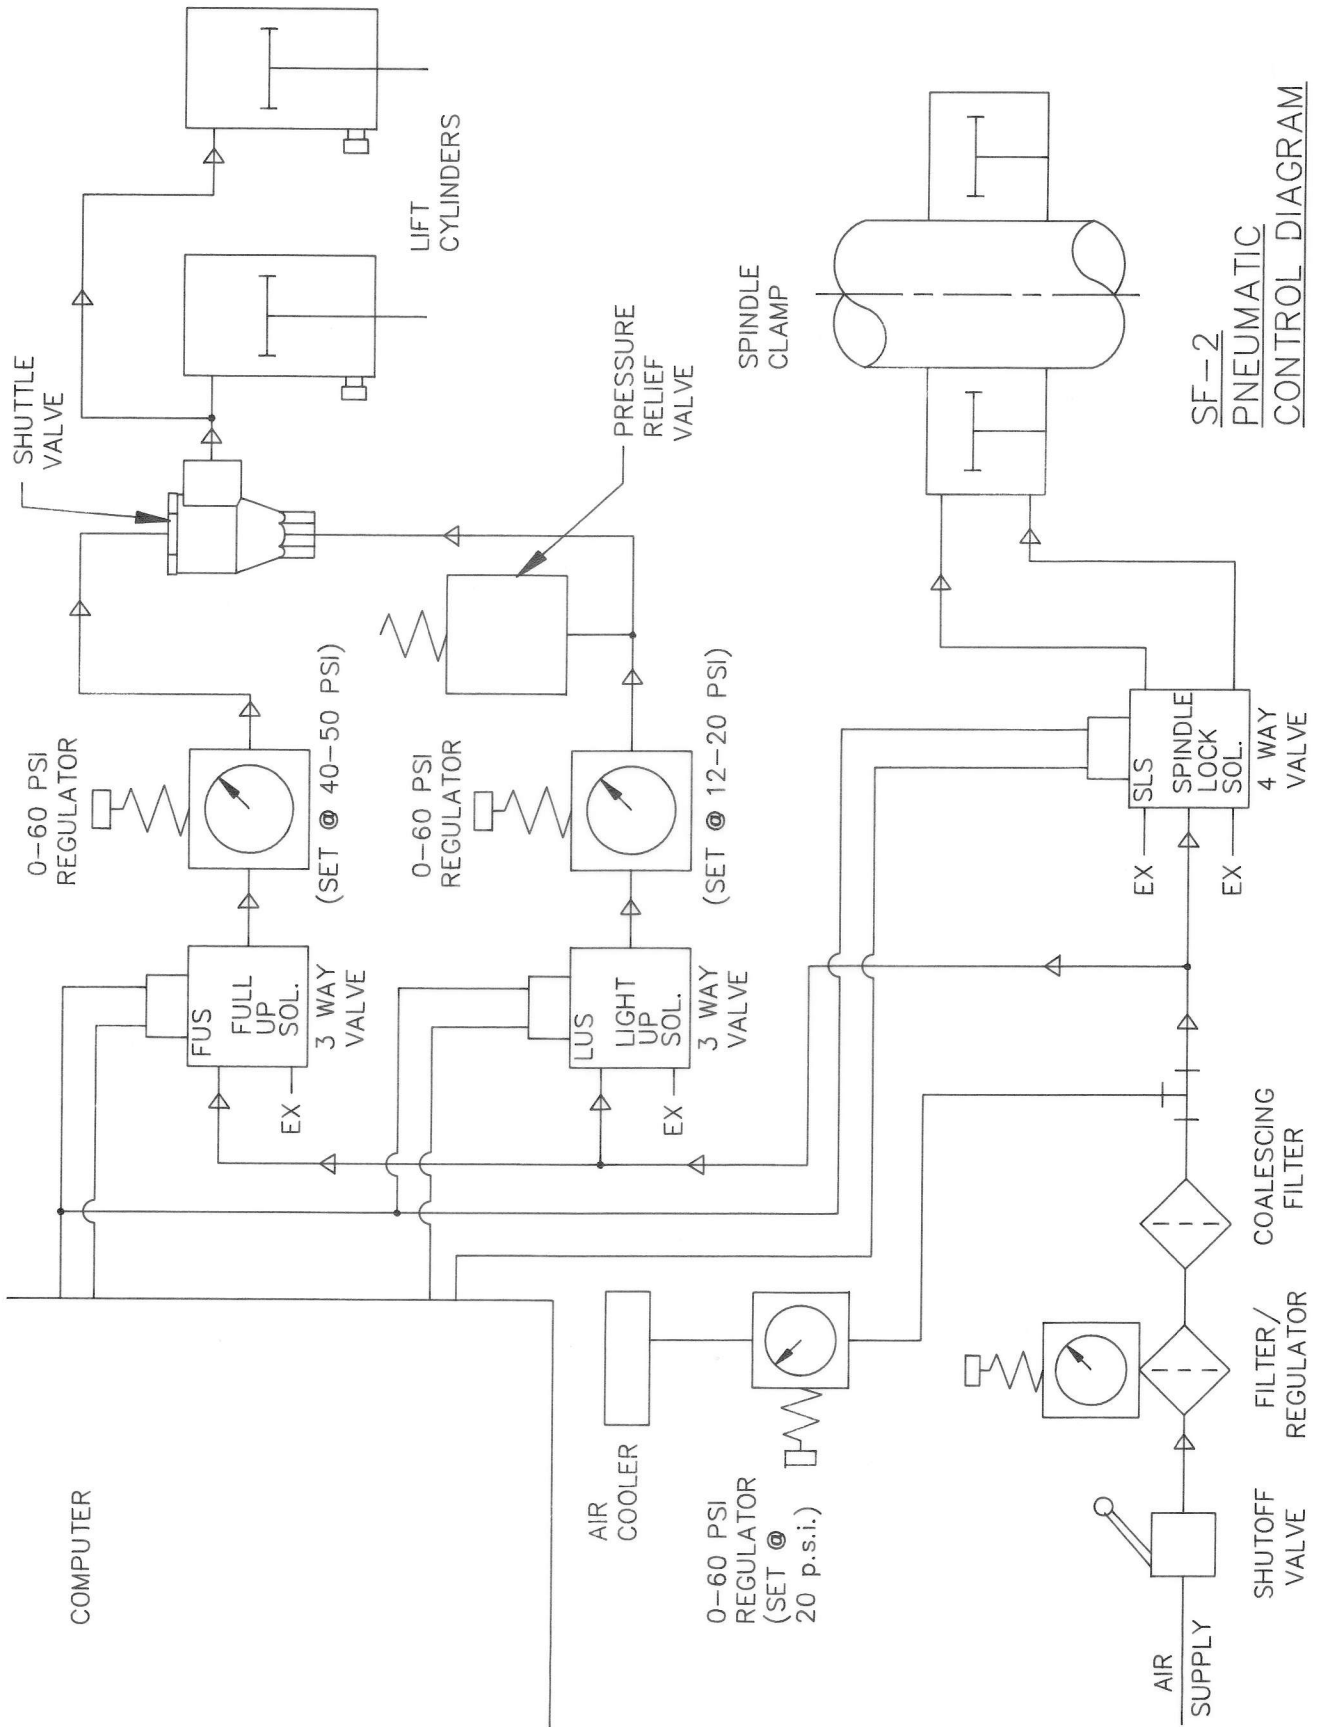 COMPUTER
SHUTTLE
VALVE
0-60 PSI
REGULATOR
FUS
FULL
UP
SOL.
EX
3 WAY
VALVE
(SET @ 40-50 PSI)
LIFT
CYLINDERS
0-60 PSI
REGULATOR
LUS
LIGHT
UP
SOL.
EX
3 WAY
VALVE
(SET @ 12-20 PSI)
PRESSURE
RELIEF
VALVE
AIR
COOLER
0-60 PSI
REGULATOR
(SET @
20 p.s.i.)
SPINDLE
CLAMP
EX
EX
SLS
SPINDLE
LOCK
SOL.
4 WAY
VALVE
AIR
SUPPLY
SHUTOFF
VALVE
FILTER/
REGULATOR
COALESCING
FILTER
SF-2
PNEUMATIC
CONTROL DIAGRAM